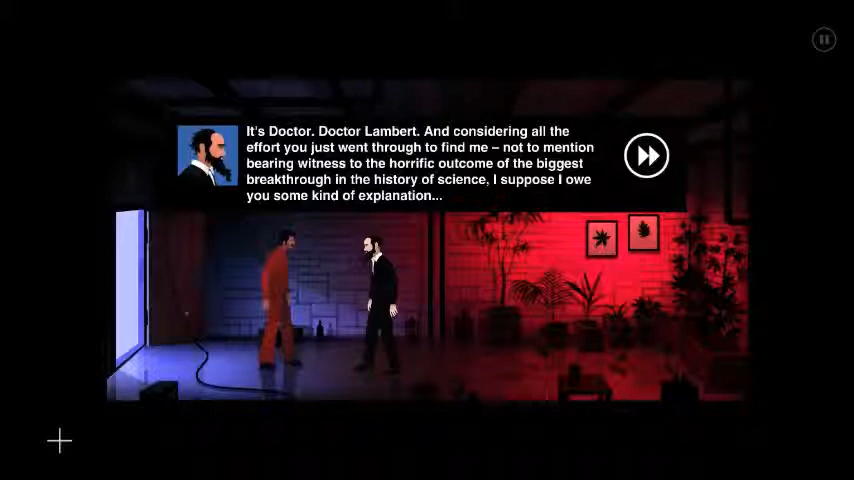 It's Doctor. Doctor Lambert. And considering all the
effort you just went through to find me – not to mention
bearing witness to the horrific outcome of the biggest
breakthrough in the history of science, I suppose I owe
you some kind of explanation...